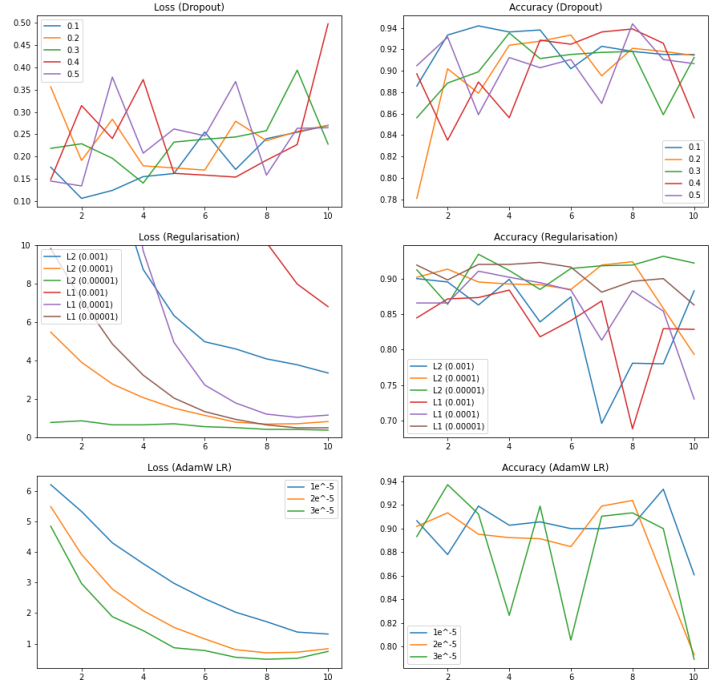 Loss (Dropout)
0.50
0.45
0.40
0.35
0.30
0.25
0.20
0.15
0.10
0.1
0.2
0.3
0.4
0.5
2 4 6 8 10
Accuracy (Dropout)
0.94
0.92
0.90
0.88
0.86
0.84
0.82
0.80
0.78
0.1
0.2
0.3
0.4
0.5
2 4 6 8 10
Loss (Regularisation)
10
8
6
4
2
0
L2 (0.001)
L2 (0.0001)
L2 (0.00001)
L1 (0.001)
L1 (0.0001)
L1 (0.00001)
2 4 6 8 10
Accuracy (Regularisation)
0.90
0.85
0.80
0.75
0.70
L2 (0.001)
L2 (0.0001)
L2 (0.00001)
L1 (0.001)
L1 (0.0001)
L1 (0.00001)
2 4 6 8 10
Loss (AdamW LR)
6
5
4
3
2
1
1e^-5
2e^-5
3e^-5
2 4 6 8 10
Accuracy (AdamW LR)
0.94
0.92
0.90
0.88
0.86
0.84
0.82
0.80
1e^-5
2e^-5
3e^-5
2 4 6 8 10